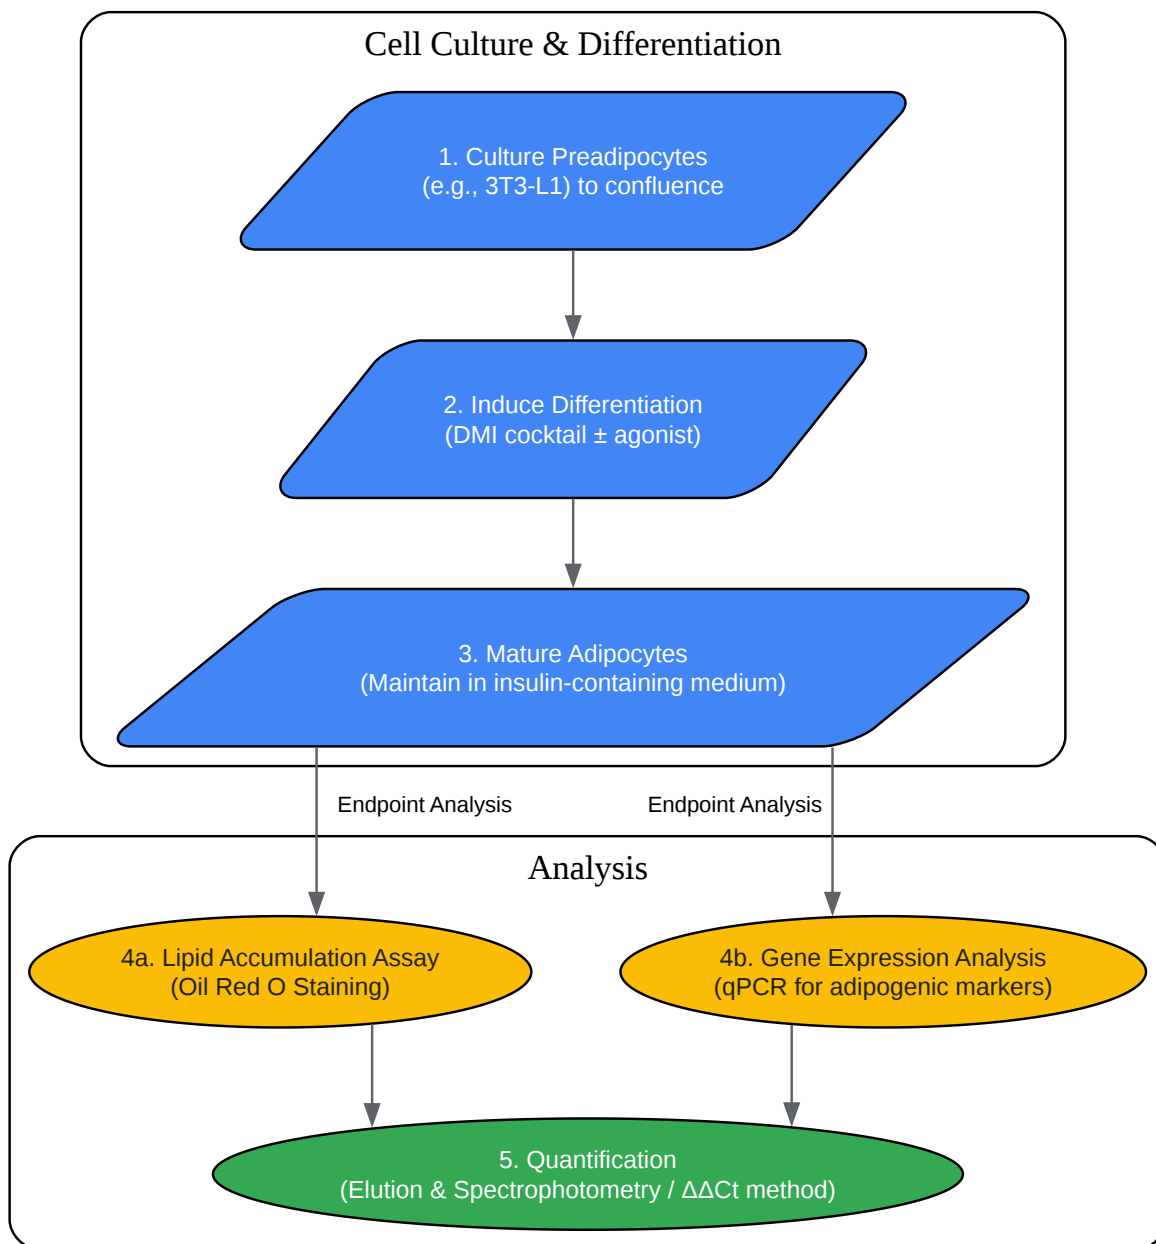 Cell Culture & Differentiation
1. Culture Preadipocytes
(e.g., 3T3-L1) to confluence
2. Induce Differentiation
(DMI cocktail ± agonist)
3. Mature Adipocytes
(Maintain in insulin-containing medium)
Endpoint Analysis
Endpoint Analysis
Analysis
4a. Lipid Accumulation Assay
(Oil Red O Staining)
4b. Gene Expression Analysis
(qPCR for adipogenic markers)
5. Quantification
(Elution & Spectrophotometry / ΔΔCt method)